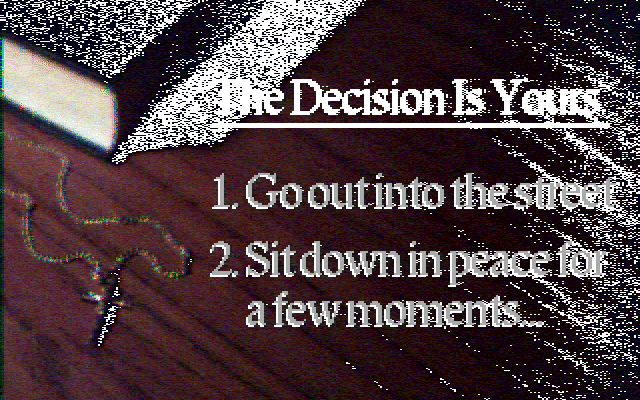 The Decision Is Yours
1. Go out into the street
2. Sit down in peace for
a few moments...